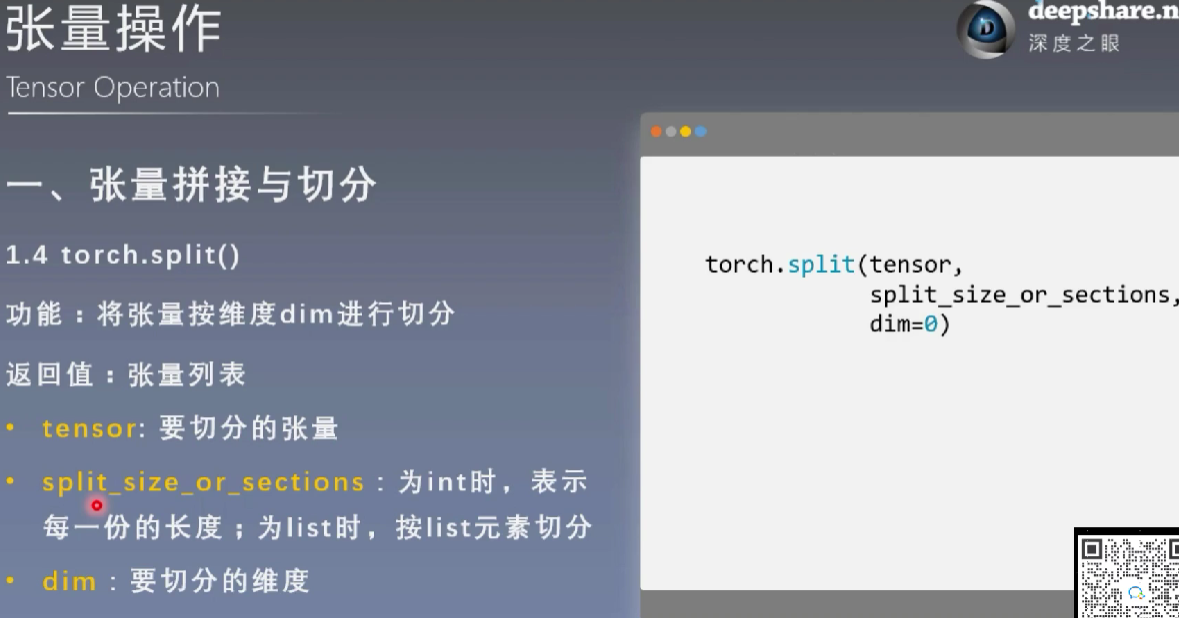 张量操作
deepshare.n
深度之眼
Tensor Operation
一、张量拼接与切分
1.4 torch.split()
功能：将张量按维度dim进行切分
返回值：张量列表
• tensor: 要切分的张量
• split_size_or_sections：为int时，表示
每一份的长度；为list时，按list元素切分
• dim：要切分的维度
torch.split(tensor,
split_size_or_sections,
dim=0)